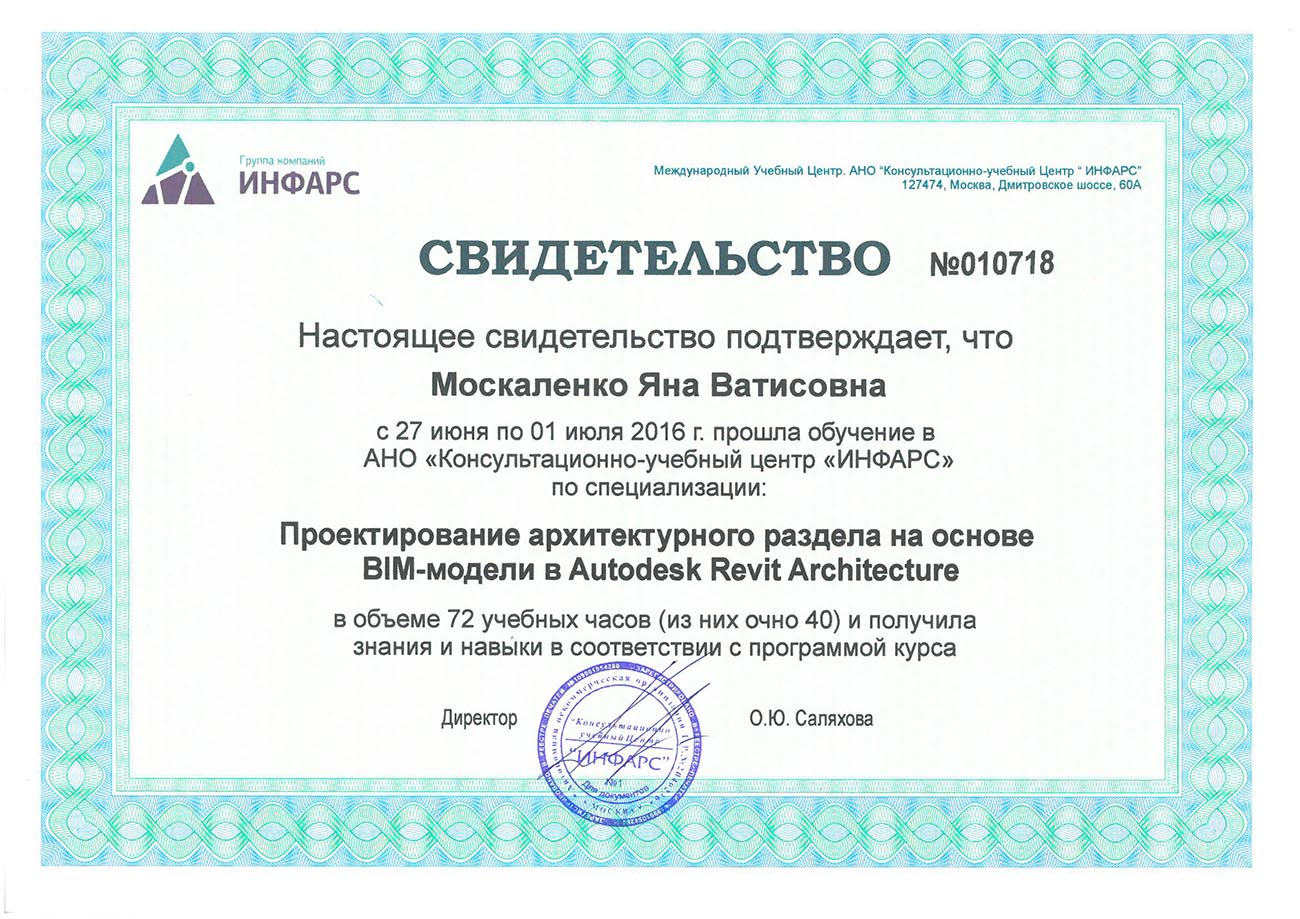 Группа компаний
ИНФАРС
Международный Учебный Центр. АНО "Консультационно-учебный Центр " ИНФАРС"
127474, Москва, Дмитровское шоссе, 60А
СВИДЕТЕЛЬСТВО №010718
Настоящее свидетельство подтверждает, что
Москаленко Яна Ватисовна
с 27 июня по 01 июля 2016 г. прошла обучение в
АНО «Консультационно-учебный центр «ИНФАРС»
по специализации:
Проектирование архитектурного раздела на основе
BIM-модели в Autodesk Revit Architecture
в объеме 72 учебных часов (из них очно 40) и получила
знания и навыки в соответствии с программой курса
Директор О.Ю. Саляхова
Консультационно
учебный Центр
"ИНФАРС"
№1
Для документов
МОСКВА